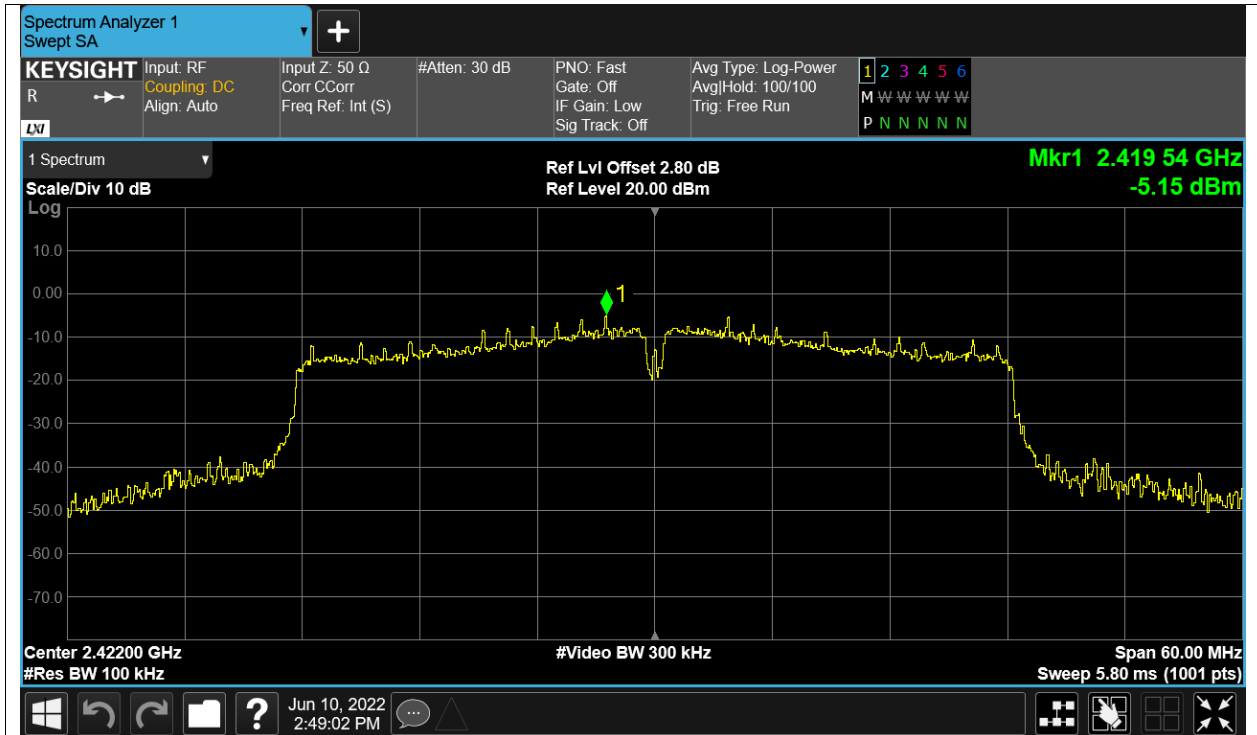 Spectrum Analyzer 1
Swept SA
KEYSIGHT
R
LXI
Input: RF
Coupling: DC
Align: Auto
Input Z: 50 Ω
Corr CCorr
Freq Ref: Int (S)
#Atten: 30 dB
PNO: Fast
Gate: Off
IF Gain: Low
Sig Track: Off
Avg Type: Log-Power
Avg|Hold: 100/100
Trig: Free Run
1 2 3 4 5 6
M W W W W W
P N N N N N N
1 Spectrum
Scale/Div 10 dB
Log
Ref Lvl Offset 2.80 dB
Ref Level 20.00 dBm
Mkr1 2.419 54 GHz
-5.15 dBm
10.0
0.00
1
-10.0
-20.0
-30.0
-40.0
-50.0
-60.0
-70.0
Center 2.42200 GHz
#Video BW 300 kHz
Span 60.00 MHz
#Res BW 100 kHz
Sweep 5.80 ms (1001 pts)
?
Jun 10, 2022
2:49:02 PM